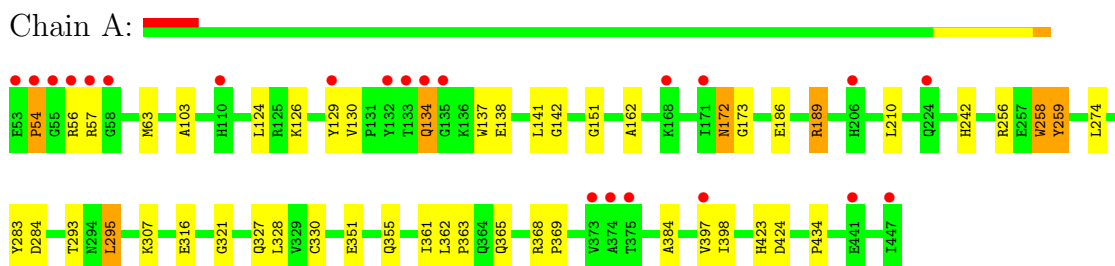 Chain A:
E53 P54 G55 R56 R57 G58 M63 A103 H110 L124 R125 K126 Y129 V130 P131 Y132 T133 Q134 G135 K136 W137 E138 L141 G142 G151 A162 K168 I171 N172 G173 E186 R189 H206 L210 Q224 H242 R256 E257 W258 Y259 L274
Y283 D284 T293 N294 L295 K307 E316 G321 Q327 L328 V329 C330 E351 Q355 I361 L362 P363 Q364 Q365 R368 P369 V373 A374 T375 A384 V397 I398 H423 D424 P434 E441 I447